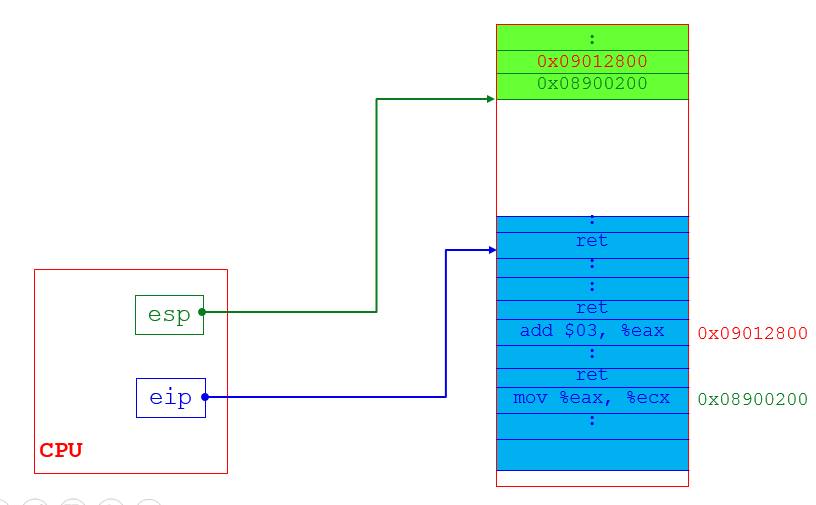 :
0x09012800
0x08900200
:
ret
:
:
ret
add $03, %eax 0x09012800
:
ret
mov %eax, %ecx 0x08900200
:
esp
eip
CPU